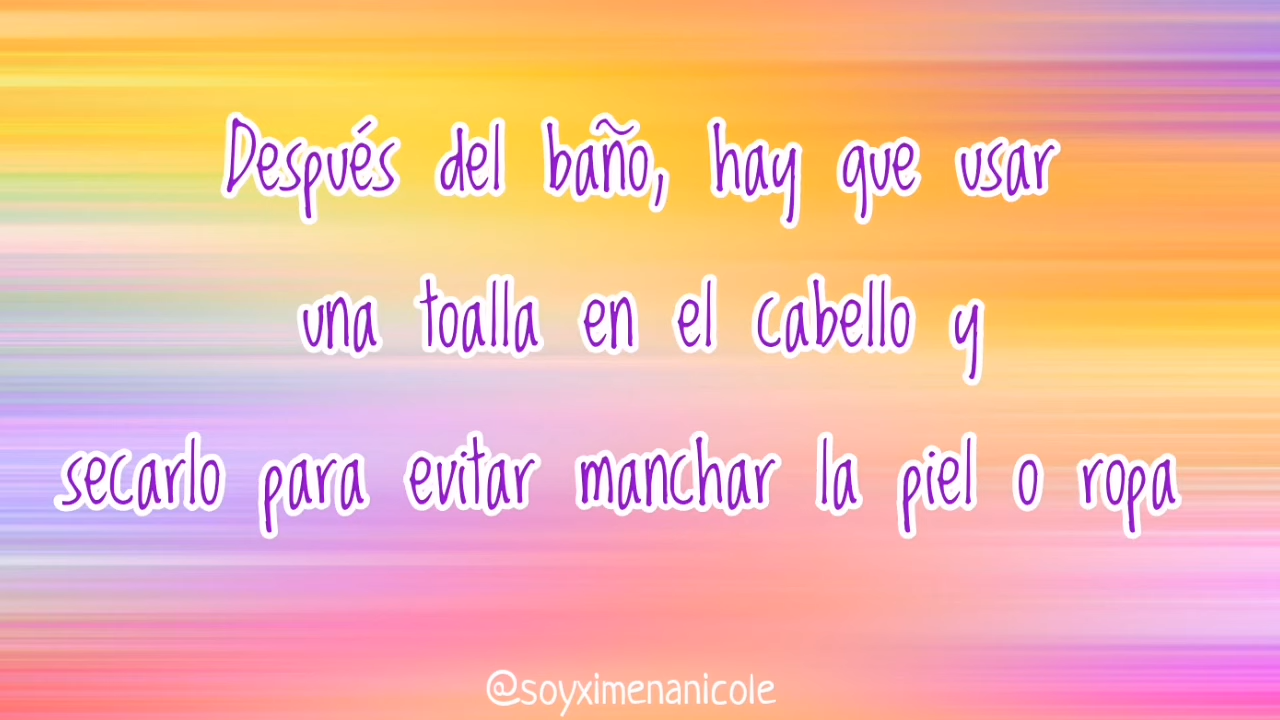 Después del baño, hay que usar
una toalla en el cabello y
secarlo para evitar manchar la piel o ropa
@soyximenanicole